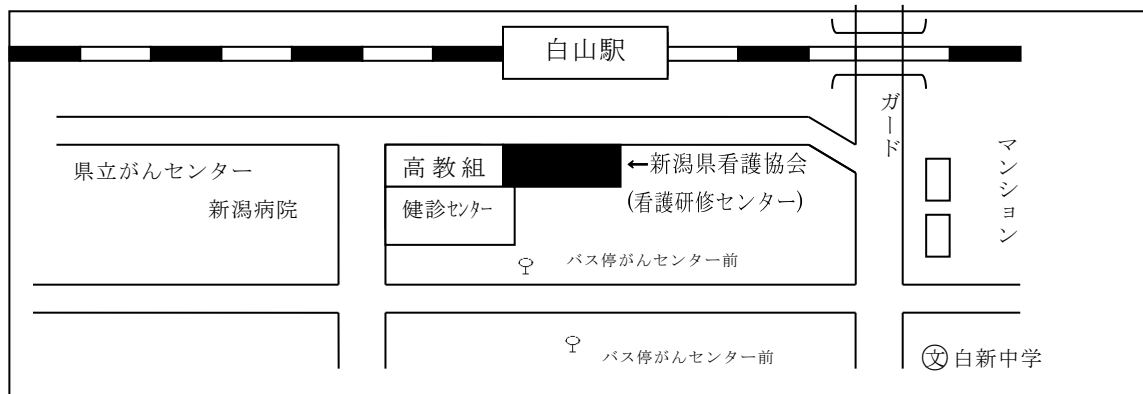 白山駅
ガード
県立がんセンター
新潟病院
高教組
←新潟県看護協会
(看護研修センター)
健診センター
マンション
バス停がんセンター前
バス停がんセンター前
文 白新中学